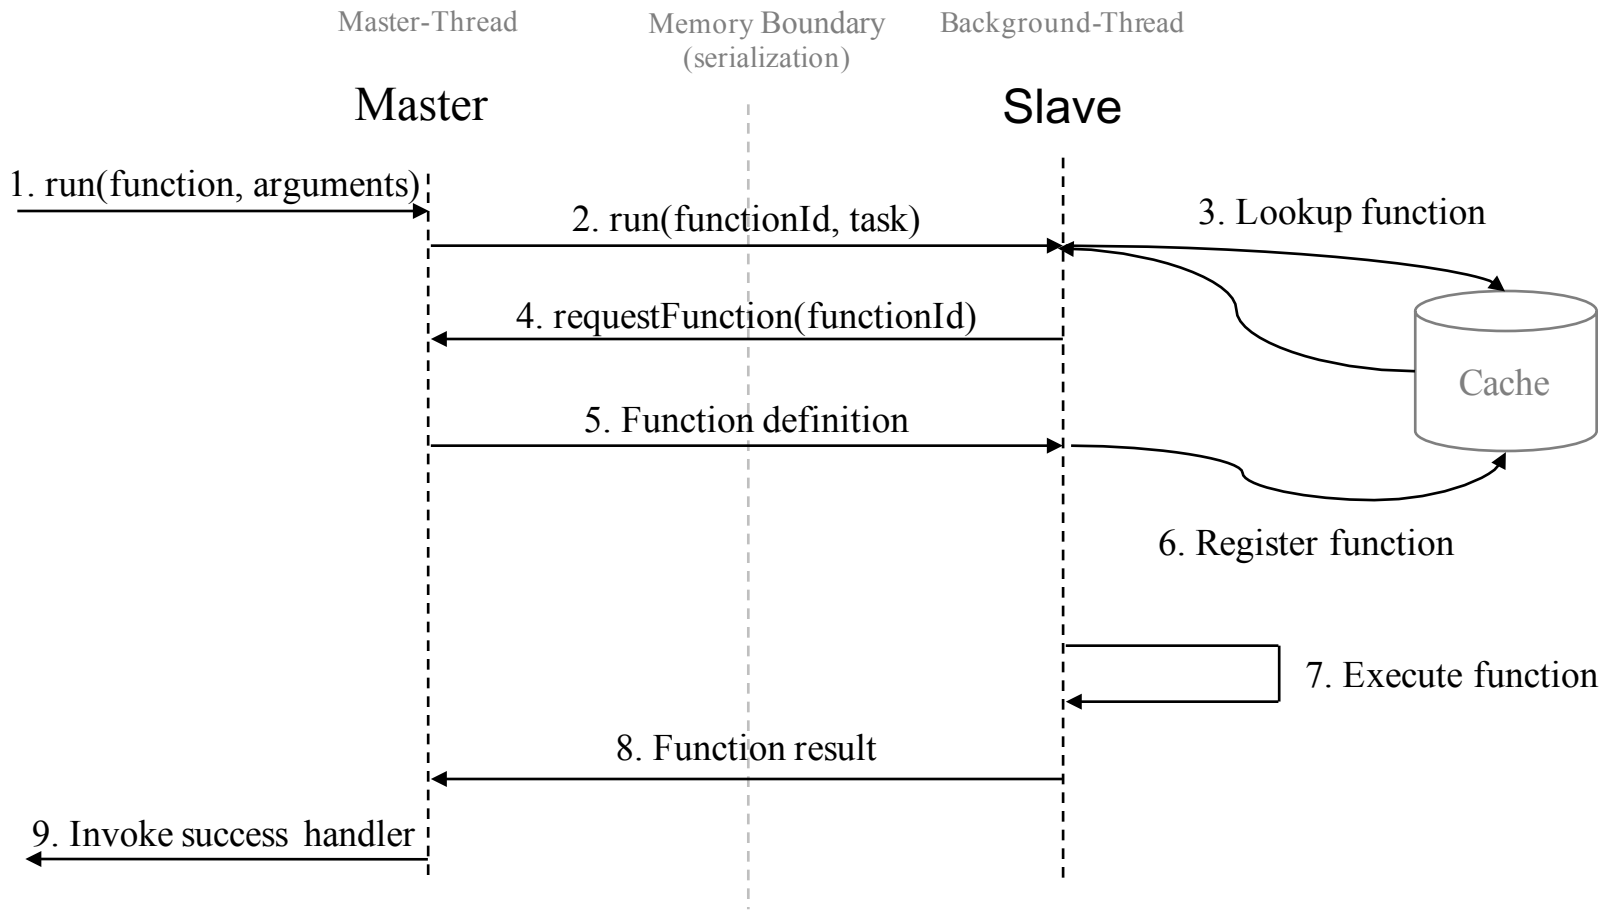 Master-Thread
Memory Boundary
(serialization)
Background-Thread
Master
Slave
1. run(function, arguments)
2. run(functionId, task)
3. Lookup function
4. requestFunction(functionId)
Cache
5. Function definition
6. Register function
7. Execute function
8. Function result
9. Invoke success handler